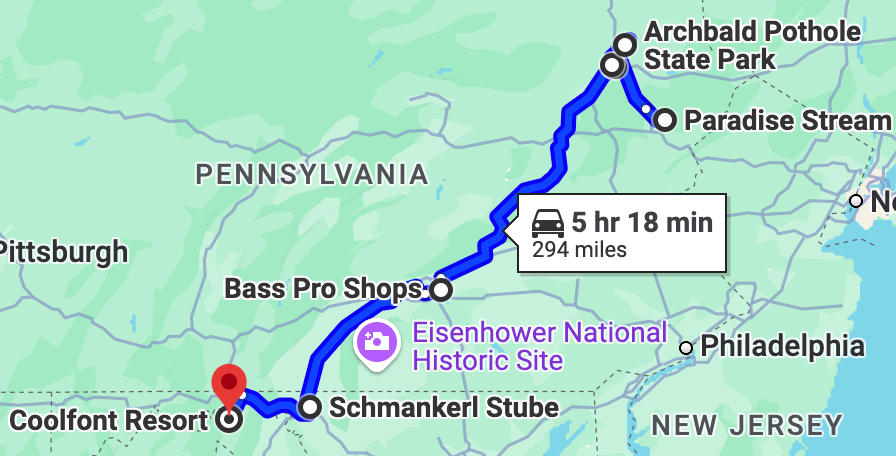 Archbald Pothole
State Park
Paradise Stream
PENNSYLVANIA
5 hr 18 min
294 miles
Pittsburgh
Bass Pro Shops
Eisenhower National
Historic Site
Philadelphia
Coolfont Resort
Schmankerl Stube
NEW JERSEY